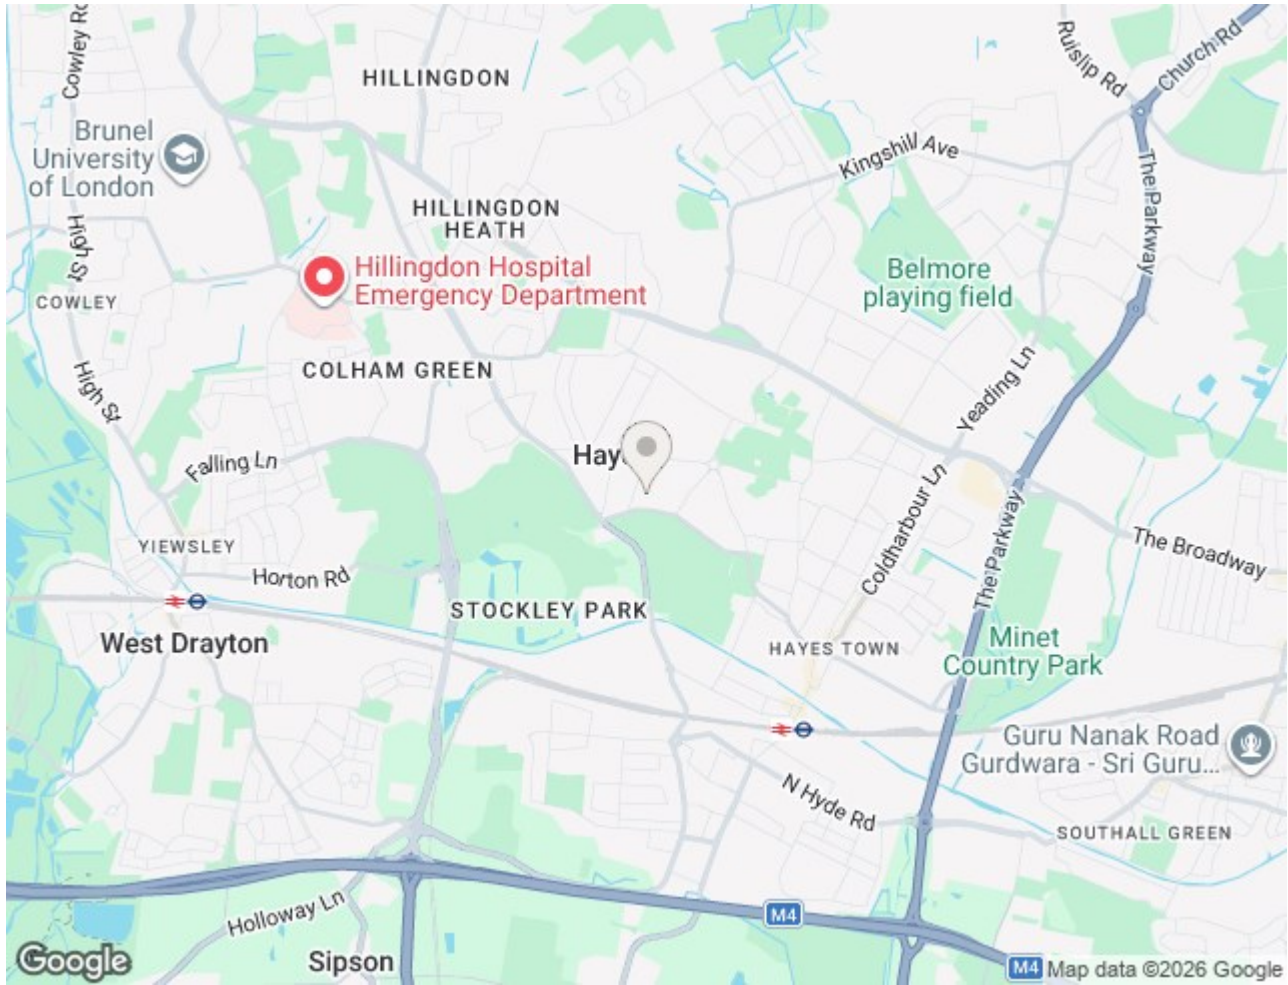 Cowley Rd
HILLINGDON
Ruislip Rd
Church Rd
Brunel
University
of London
Kingshill Ave
The Parkway
HILLINGDON
HEATH
High St
Hillingdon Hospital
Emergency Department
Belmore
playing field
COWLEY
COLHAM GREEN
High St
Yeading Ln
Falling Ln
Coldharbour Ln
The Parkway
YIEWSLEY
The Broadway
Horton Rd
STOCKLEY PARK
West Drayton
HAYES TOWN
Minet
Country Park
Guru Nanak Road
Gurdwara - Sri Guru...
N Hyde Rd
SOUTHALL GREEN
Holloway Ln
M4
Sipson
Google
M4
Map data ©2026 Google